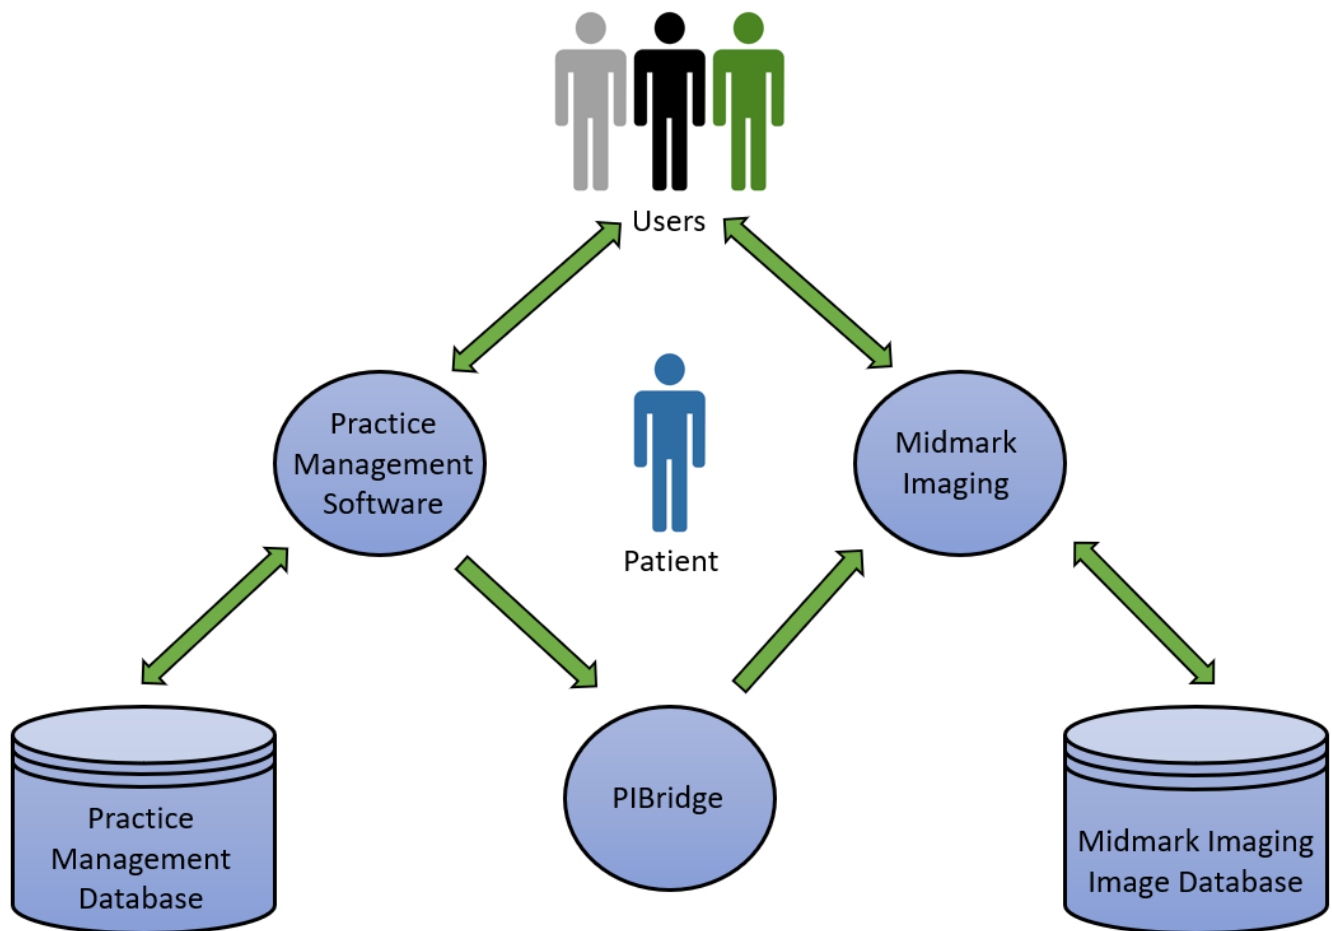 Users
Practice
Management
Software
Midmark
Imaging
Patient
Practice
Management
Database
PIBridge
Midmark Imaging
Image Database